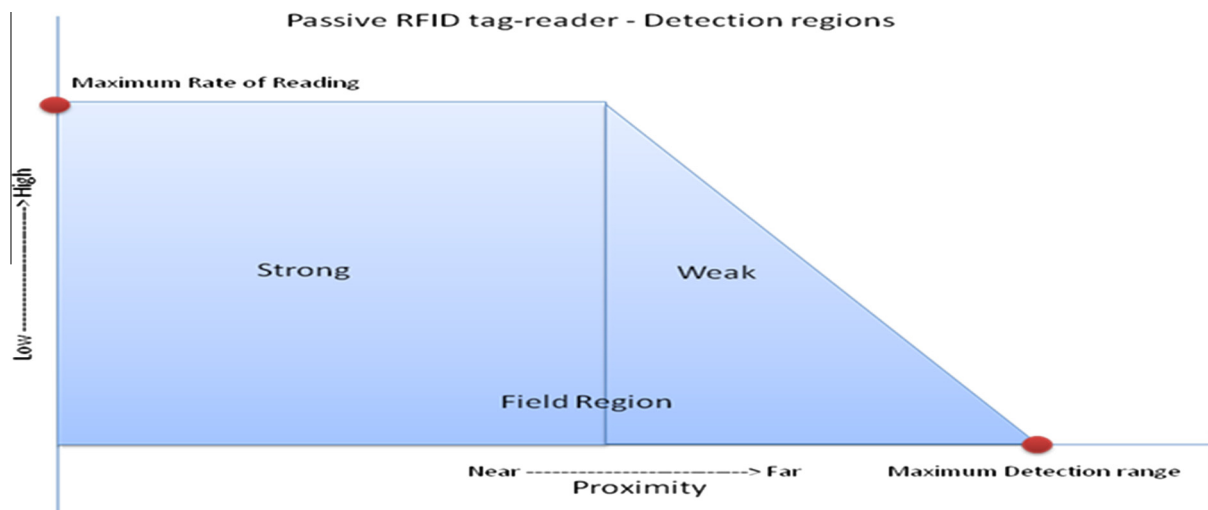 Passive RFID tag-reader - Detection regions
Maximum Rate of Reading
Low ---------------->High
Strong
Weak
Field Region
Near --------------------------> Far
Maximum Detection range
Proximity